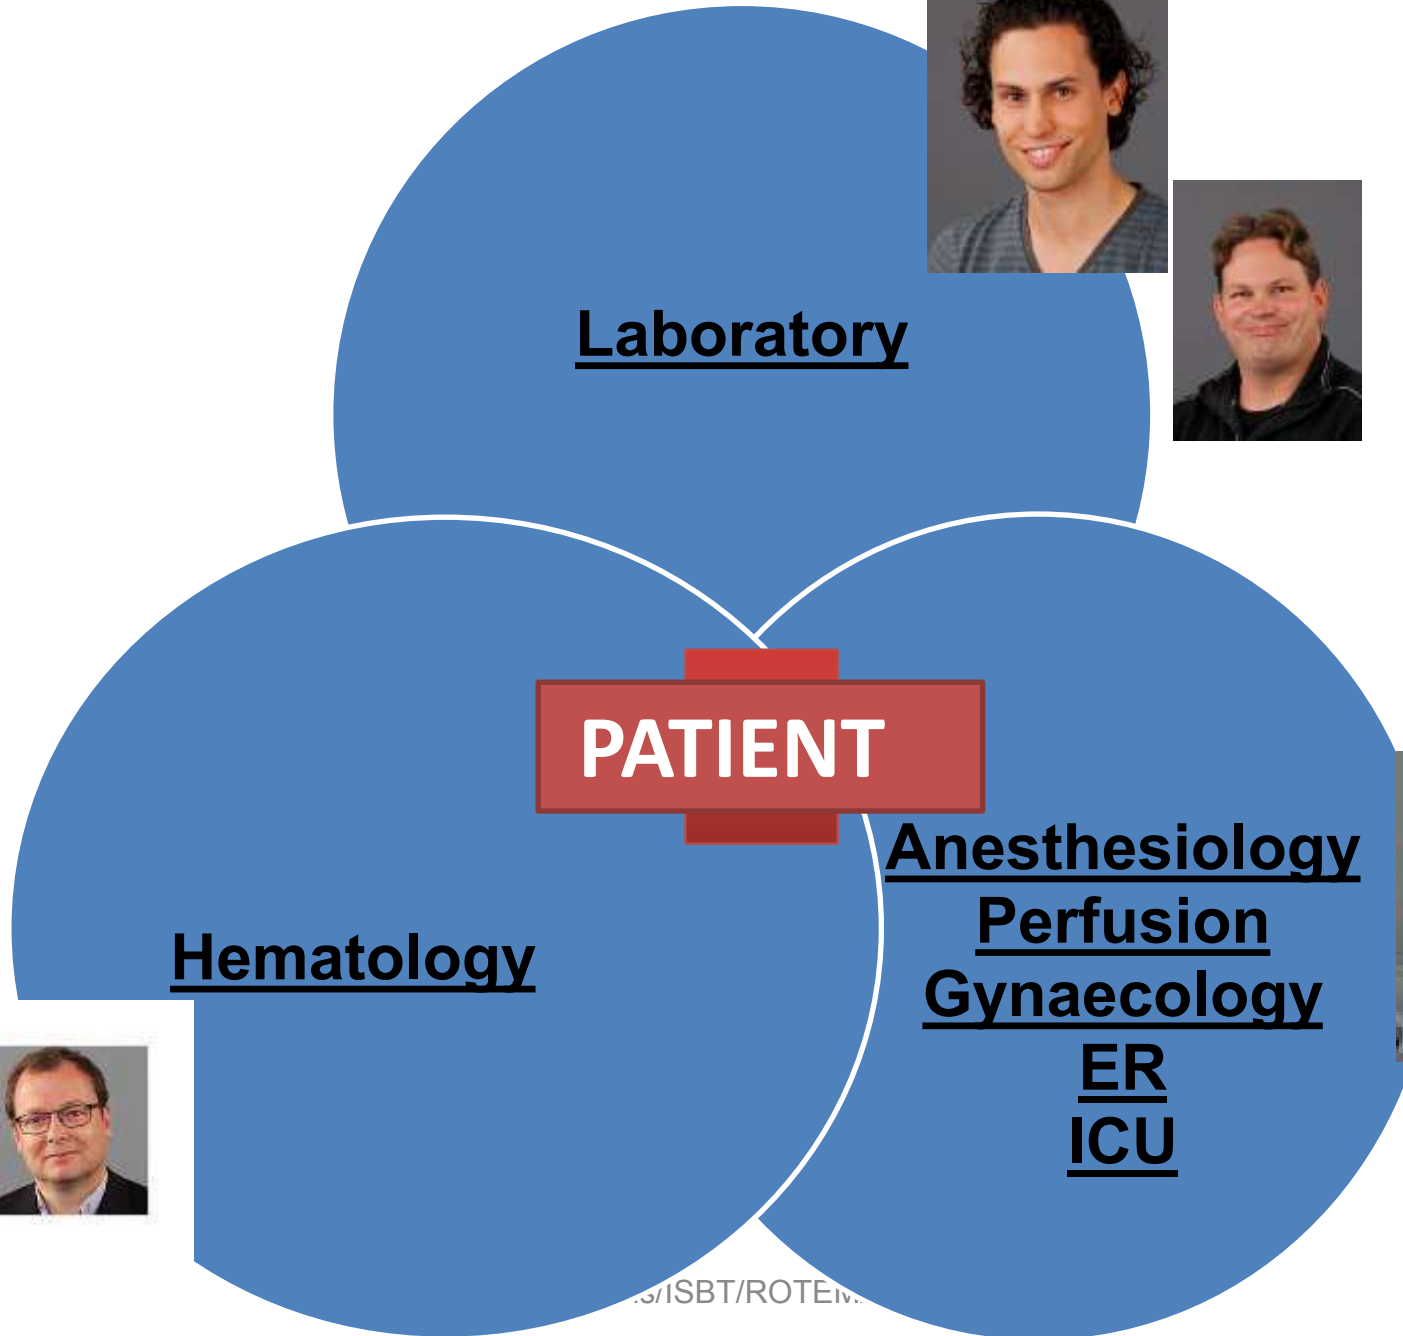 Laboratory
PATIENT
Anesthesiology
Perfusion
Gynaecology
ER
ICU
Hematology
/ISBT/ROTEM